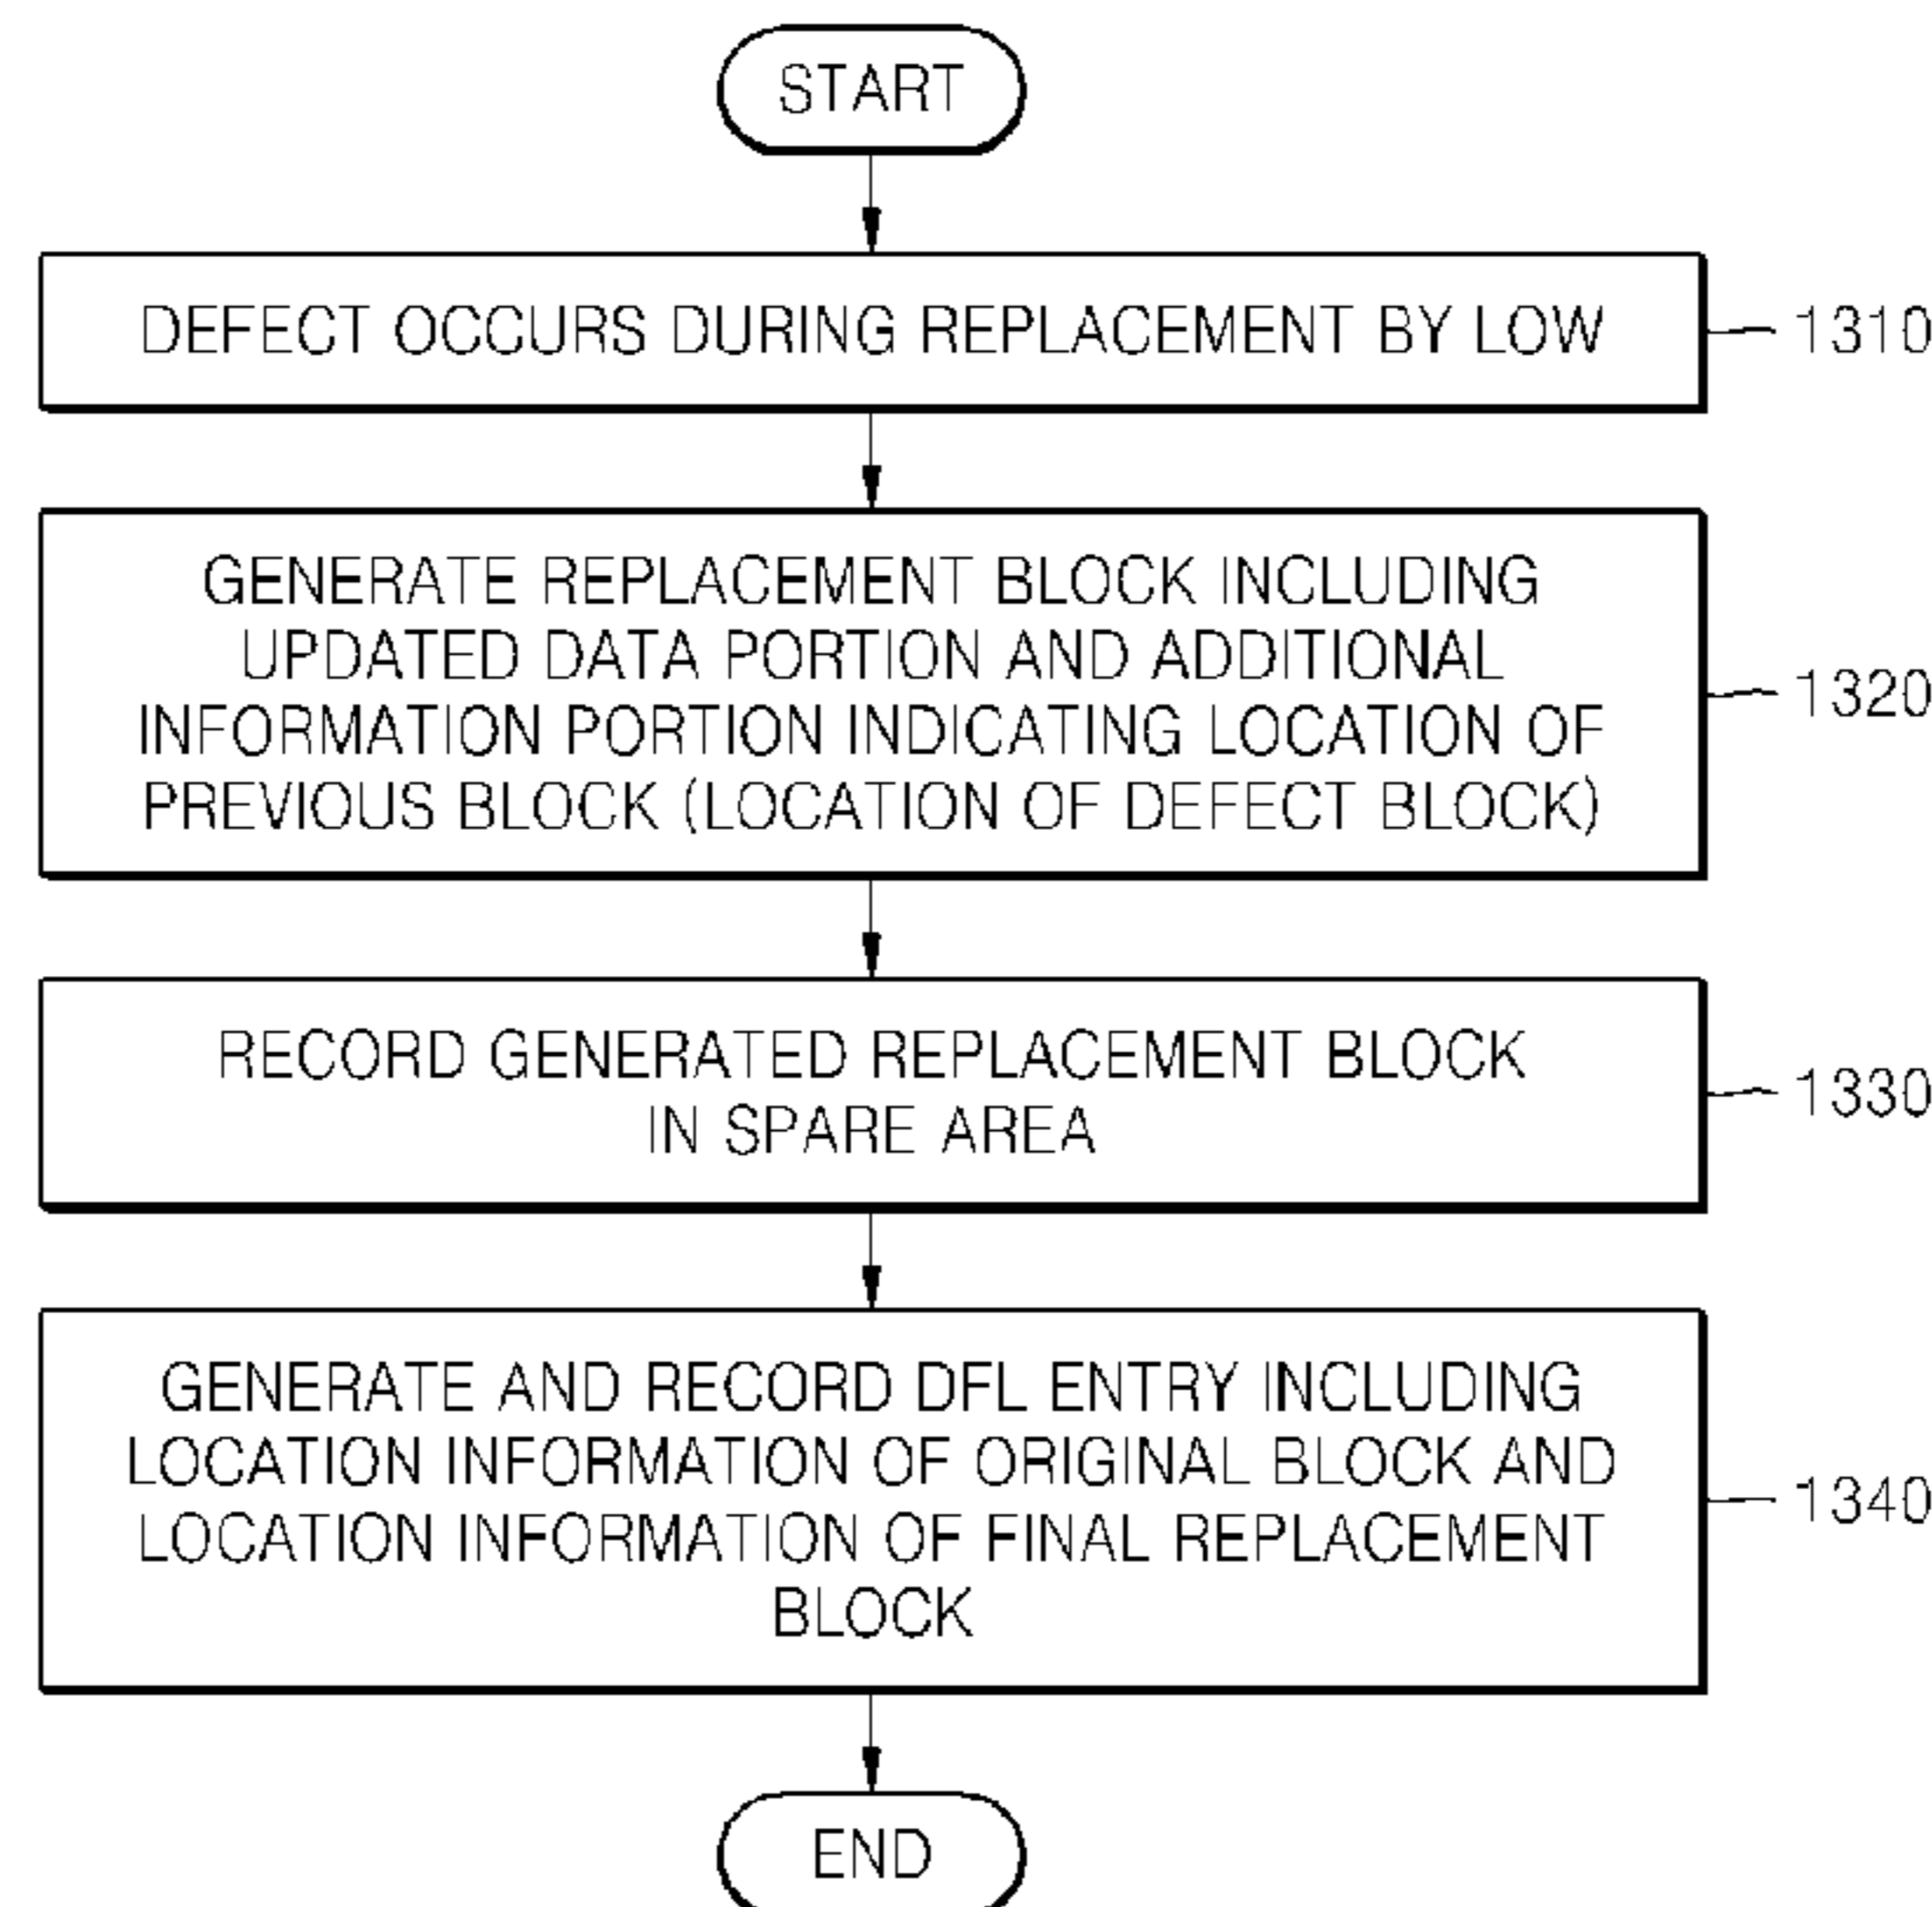 START
DEFECT OCCURS DURING REPLACEMENT BY LOW
1310
GENERATE REPLACEMENT BLOCK INCLUDING
UPDATED DATA PORTION AND ADDITIONAL
INFORMATION PORTION INDICATING LOCATION OF
PREVIOUS BLOCK (LOCATION OF DEFECT BLOCK)
1320
RECORD GENERATED REPLACEMENT BLOCK
IN SPARE AREA
1330
GENERATE AND RECORD DFL ENTRY INCLUDING
LOCATION INFORMATION OF ORIGINAL BLOCK AND
LOCATION INFORMATION OF FINAL REPLACEMENT
BLOCK
1340
END